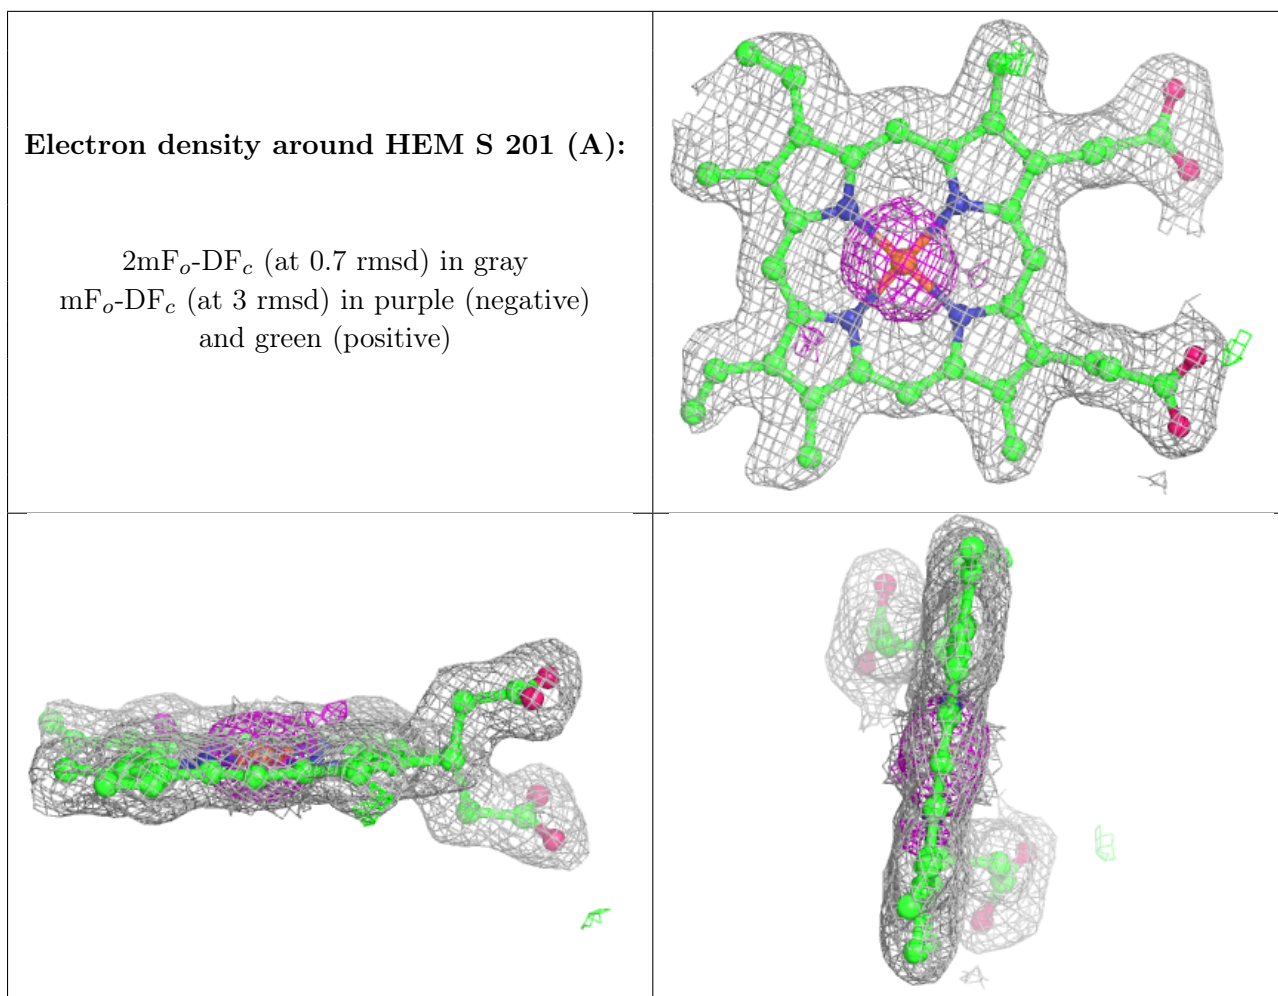 Electron density around HEM S 201 (A):
2mFo-DFc (at 0.7 rmsd) in gray
mFo-DFc (at 3 rmsd) in purple (negative)
and green (positive)